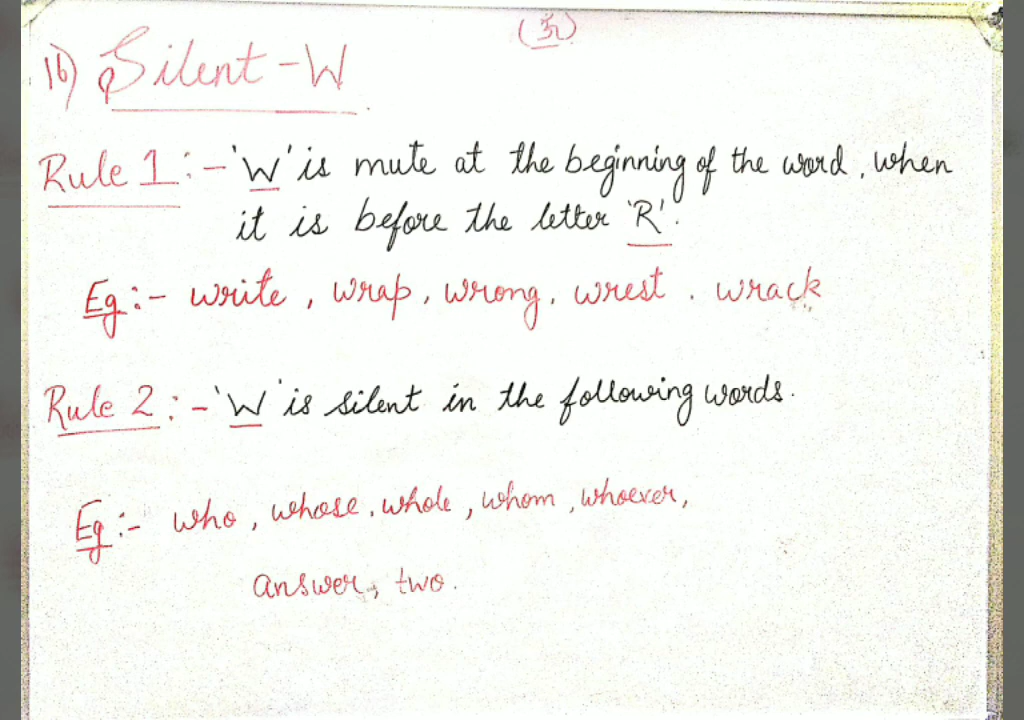 (ॐ)
16) Silent - W
Rule 1 :- 'W' is mute at the beginning of the word, when
it is before the letter 'R'.
Eg :- write, wrap, wrong, wrest. wrack
Rule 2 :- 'W' is silent in the following words.
Eg :- who, whose, whole, whom, whoever,
answer, two.